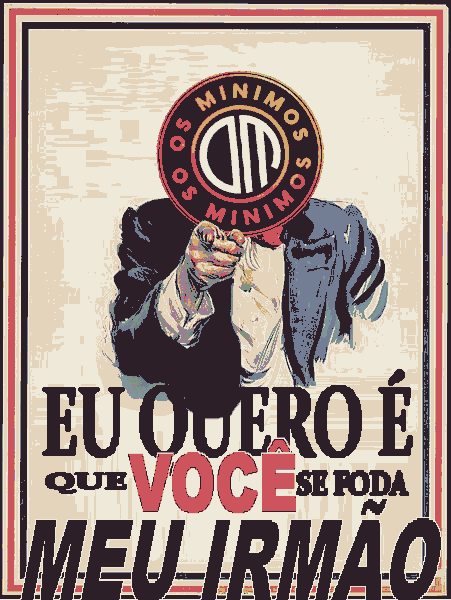 OS MINIMOS
OS MINIMOS
OM
EU QUERO É
QUE VOCÊ SE FODA
MEU IRMÃO